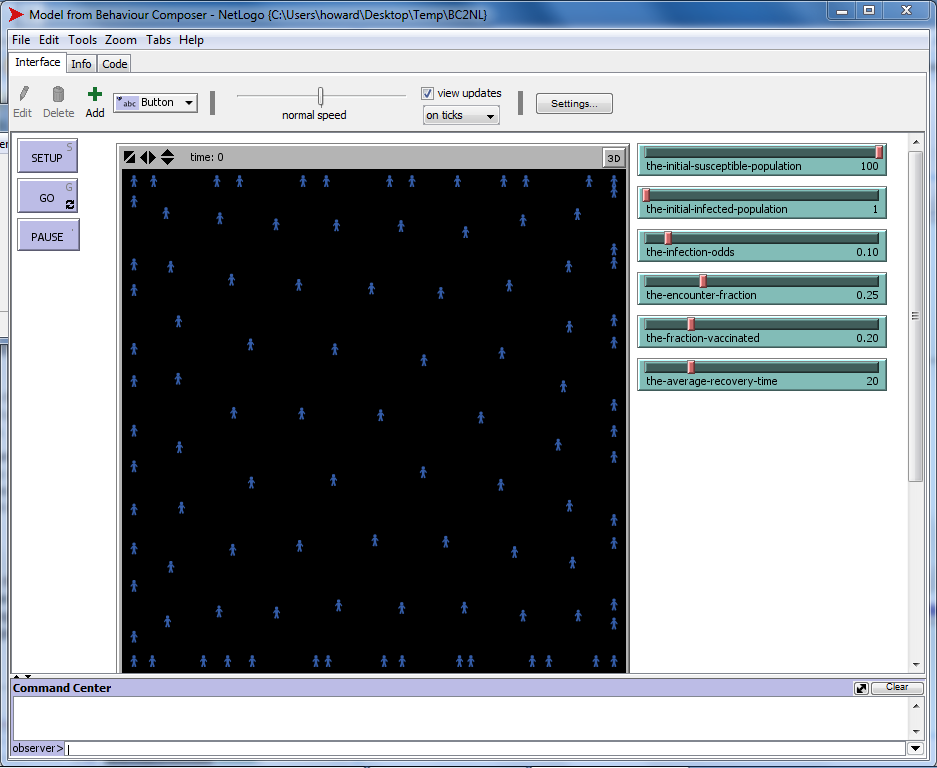 Model from Behaviour Composer - NetLogo {C:\Users\howard\Desktop\Temp\BC2NL}
File Edit Tools Zoom Tabs Help
Interface Info Code
Edit Delete Add abc Button normal speed view updates on ticks Settings...
SETUP S
GO G
PAUSE
time: 0 3D
the-initial-susceptible-population 100
the-initial-infected-population 1
the-infection-odds 0.10
the-encounter-fraction 0.25
the-fraction-vaccinated 0.20
the-average-recovery-time 20
Command Center Clear
observer>